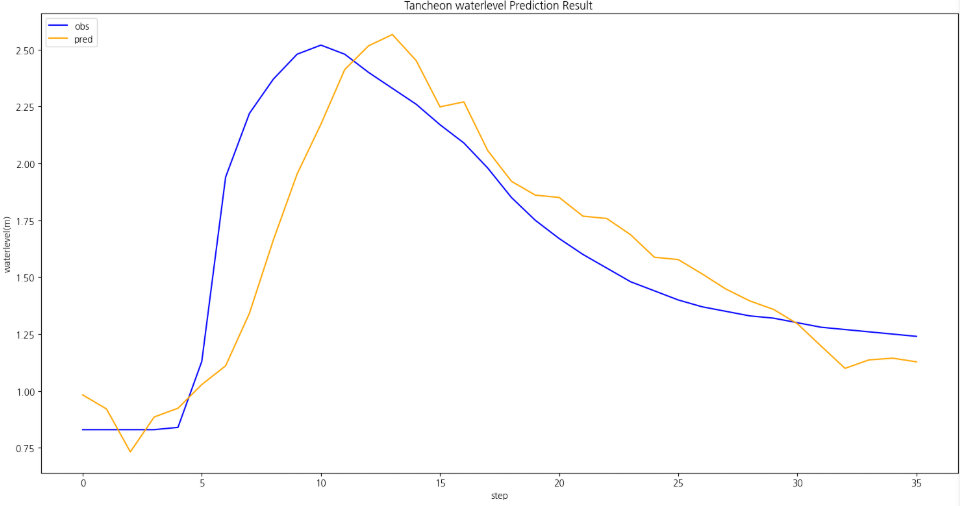 Tancheon waterlevel Prediction Result
obs
pred
waterlevel(m)
2.50
2.25
2.00
1.75
1.50
1.25
1.00
0.75
0 5 10 15 20 25 30 35
step